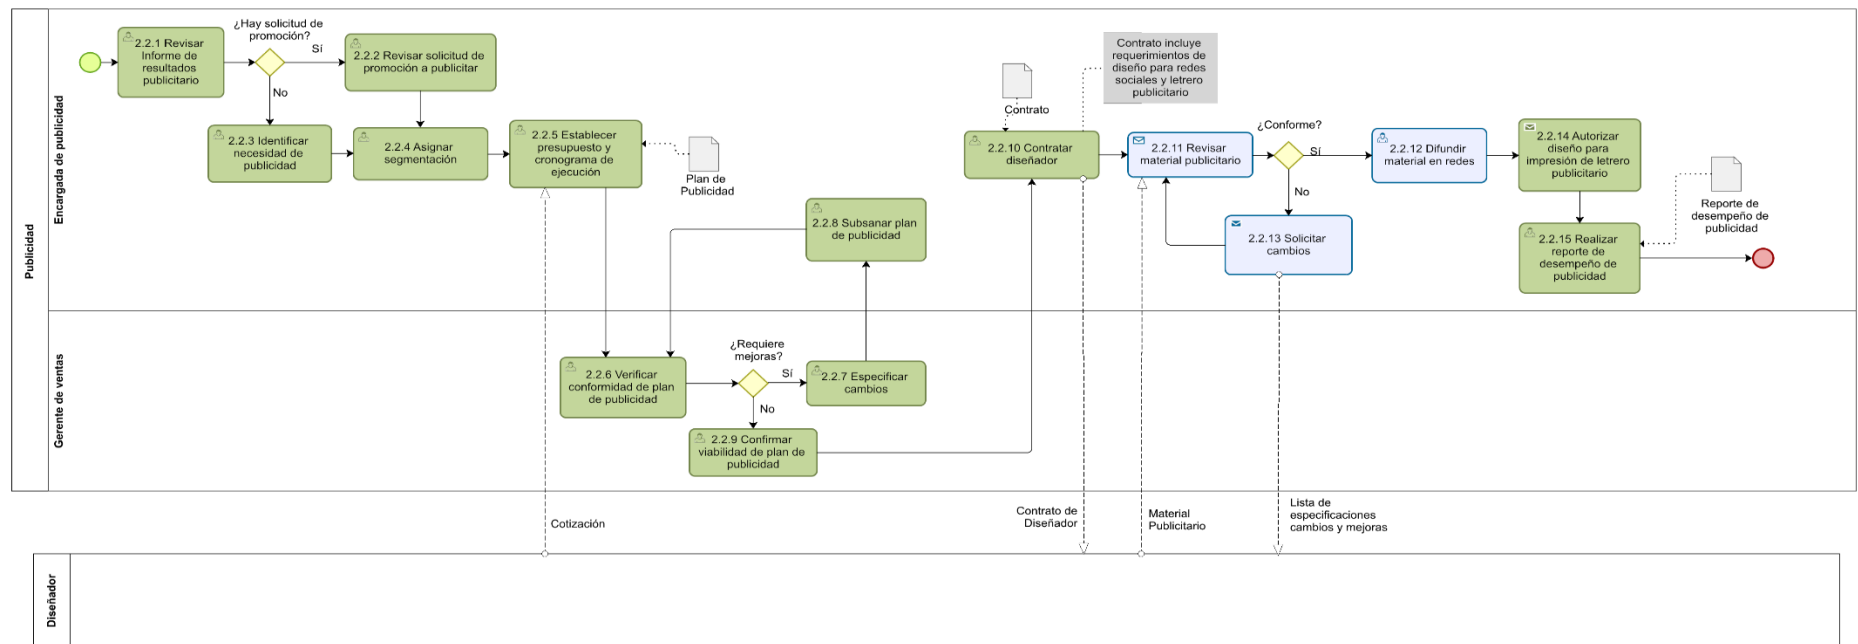 Publicidad
Encargada de publicidad
¿Hay solicitud de
promoción?
2.2.1 Revisar
Informe de
resultados
publicitario
Sí
No
2.2.2 Revisar solicitud de
promoción a publicitar
2.2.3 Identificar
necesidad de
publicidad
2.2.4 Asignar
segmentación
2.2.5 Establecer
presupuesto y
cronograma de
ejecución
Plan de
Publicidad
2.2.8 Subsanar plan
de publicidad
Contrato
Contrato incluye
requerimientos de
diseño para redes
sociales y letrero
publicitario
2.2.10 Contratar
diseñador
2.2.11 Revisar
material publicitario
¿Conforme?
Sí
No
2.2.12 Difundir
material en redes
2.2.13 Solicitar
cambios
2.2.14 Autorizar
diseño para
impresión de letrero
publicitario
Reporte de
desempeño de
publicidad
2.2.15 Realizar
reporte de
desempeño de
publicidad
Gerente de ventas
2.2.6 Verificar
conformidad de plan
de publicidad
¿Requiere
mejoras?
Sí
No
2.2.7 Especificar
cambios
2.2.9 Confirmar
viabilidad de plan de
publicidad
Cotización
Contrato de
Diseñador
Material
Publicitario
Lista de
especificaciones
cambios y mejoras
Diseñador